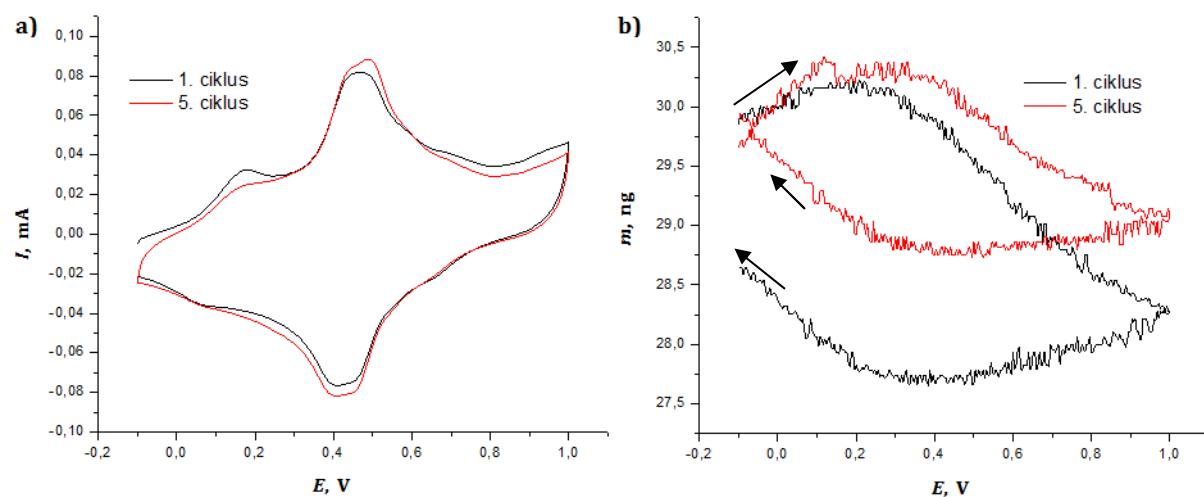 a)
0,10
0,08
0,06
0,04
0,02
0,00
-0,02
-0,04
-0,06
-0,08
-0,10
I, mA
1. ciklus
5. ciklus
-0,2 0,0 0,2 0,4 0,6 0,8 1,0
E, V
b)
30,5
30,0
29,5
29,0
28,5
28,0
27,5
m, ng
1. ciklus
5. ciklus
-0,2 0,0 0,2 0,4 0,6 0,8 1,0
E, V